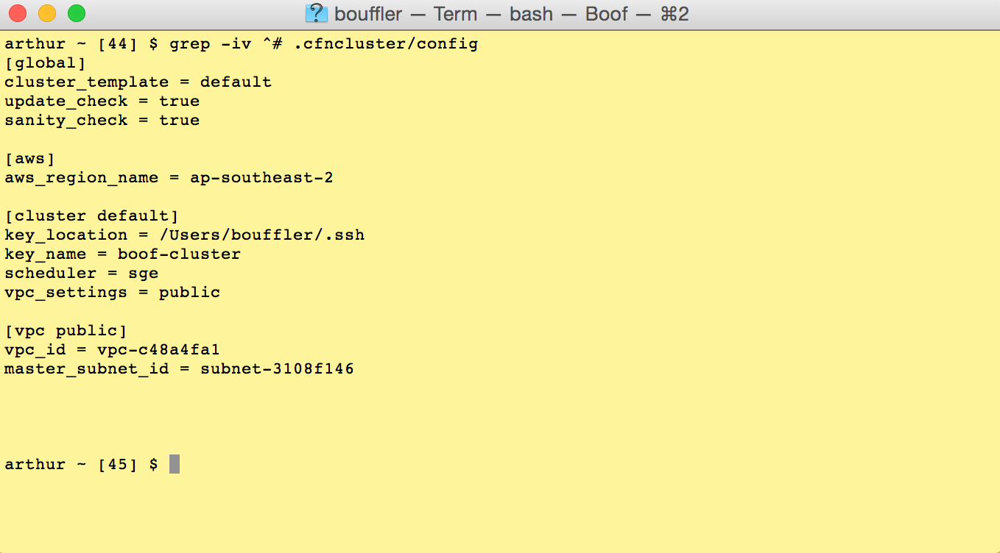 bouffler — Term — bash — Boof — ⌘2
arthur ~ [44] $ grep -iv ^# .cfncluster/config
[global]
cluster_template = default
update_check = true
sanity_check = true
[aws]
aws_region_name = ap-southeast-2
[cluster default]
key_location = /Users/bouffler/.ssh
key_name = boof-cluster
scheduler = sge
vpc_settings = public
[vpc public]
vpc_id = vpc-c48a4fa1
master_subnet_id = subnet-3108f146
arthur ~ [45] $